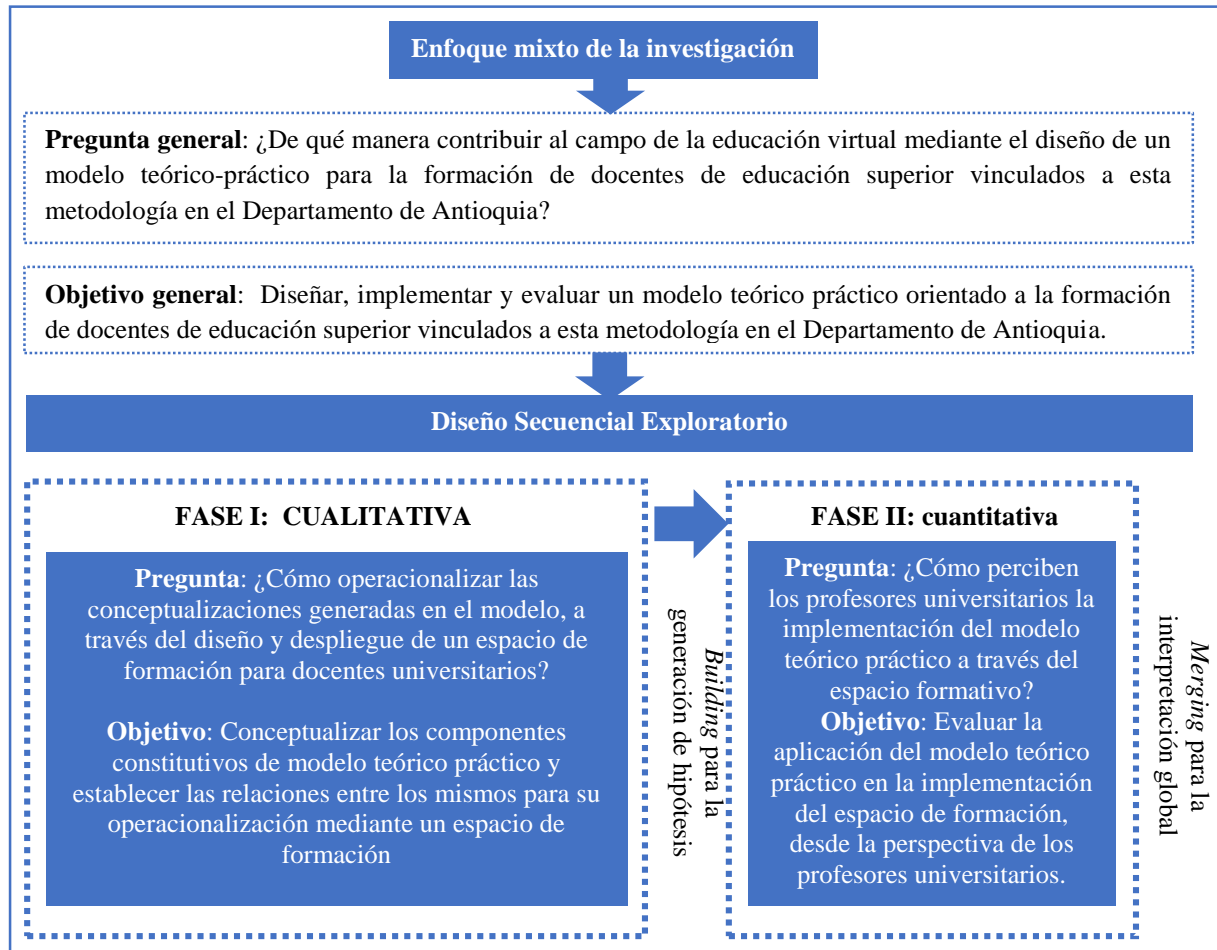 Enfoque mixto de la investigación
Pregunta general: ¿De qué manera contribuir al campo de la educación virtual mediante el diseño de un
modelo teórico-práctico para la formación de docentes de educación superior vinculados a esta
metodología en el Departamento de Antioquia?
Objetivo general: Diseñar, implementar y evaluar un modelo teórico práctico orientado a la formación
de docentes de educación superior vinculados a esta metodología en el Departamento de Antioquia.
Diseño Secuencial Exploratorio
FASE I: CUALITATIVA
Pregunta: ¿Cómo operacionalizar las
conceptualizaciones generadas en el modelo, a
través del diseño y despliegue de un espacio de
formación para docentes universitarios?
Objetivo: Conceptualizar los componentes
constitutivos de modelo teórico práctico y
establecer las relaciones entre los mismos para su
operacionalización mediante un espacio de
formación
Building para la
generación de hipótesis
FASE II: cuantitativa
Pregunta: ¿Cómo perciben
los profesores universitarios la
implementación del modelo
teórico práctico a través del
espacio formativo?
Objetivo: Evaluar la
aplicación del modelo teórico
práctico en la implementación
del espacio de formación,
desde la perspectiva de los
profesores universitarios.
Merging para la
interpretación global